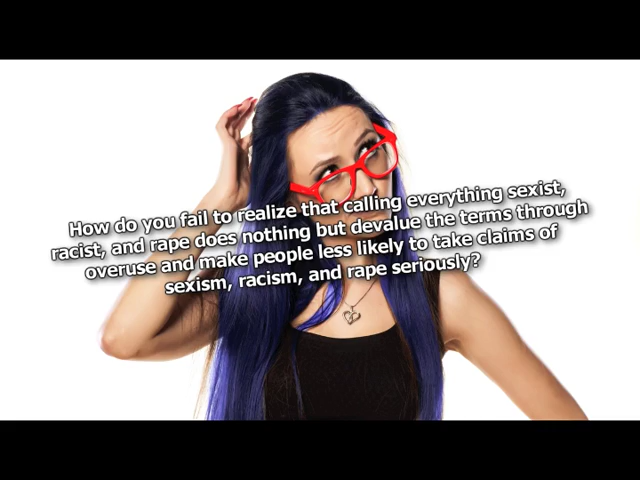 How do you fail to realize that calling everything sexist,
racist, and rape does nothing but devalue the terms through
overuse and make people less likely to take claims of
sexism, racism, and rape seriously?